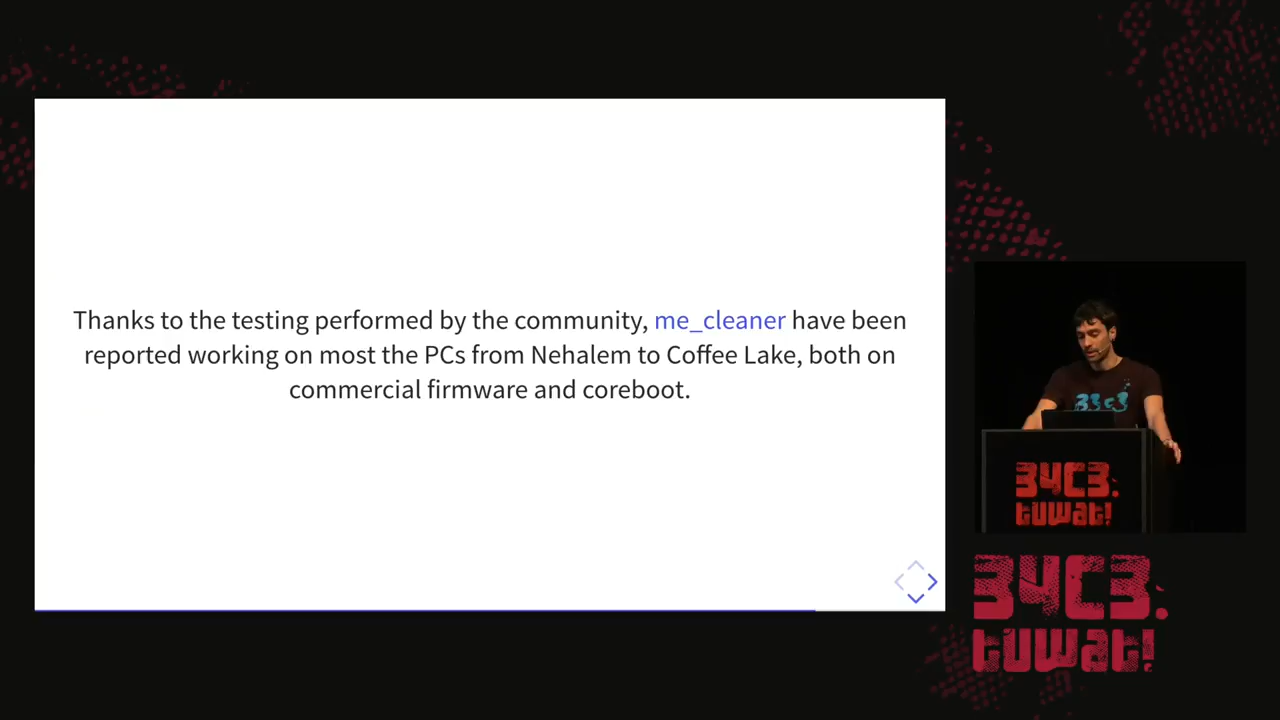 Thanks to the testing performed by the community, me_cleaner have been
reported working on most the PCs from Nehalem to Coffee Lake, both on
commercial firmware and coreboot.
33c3
34C3.
tuwat!
34C3.
tuwat!